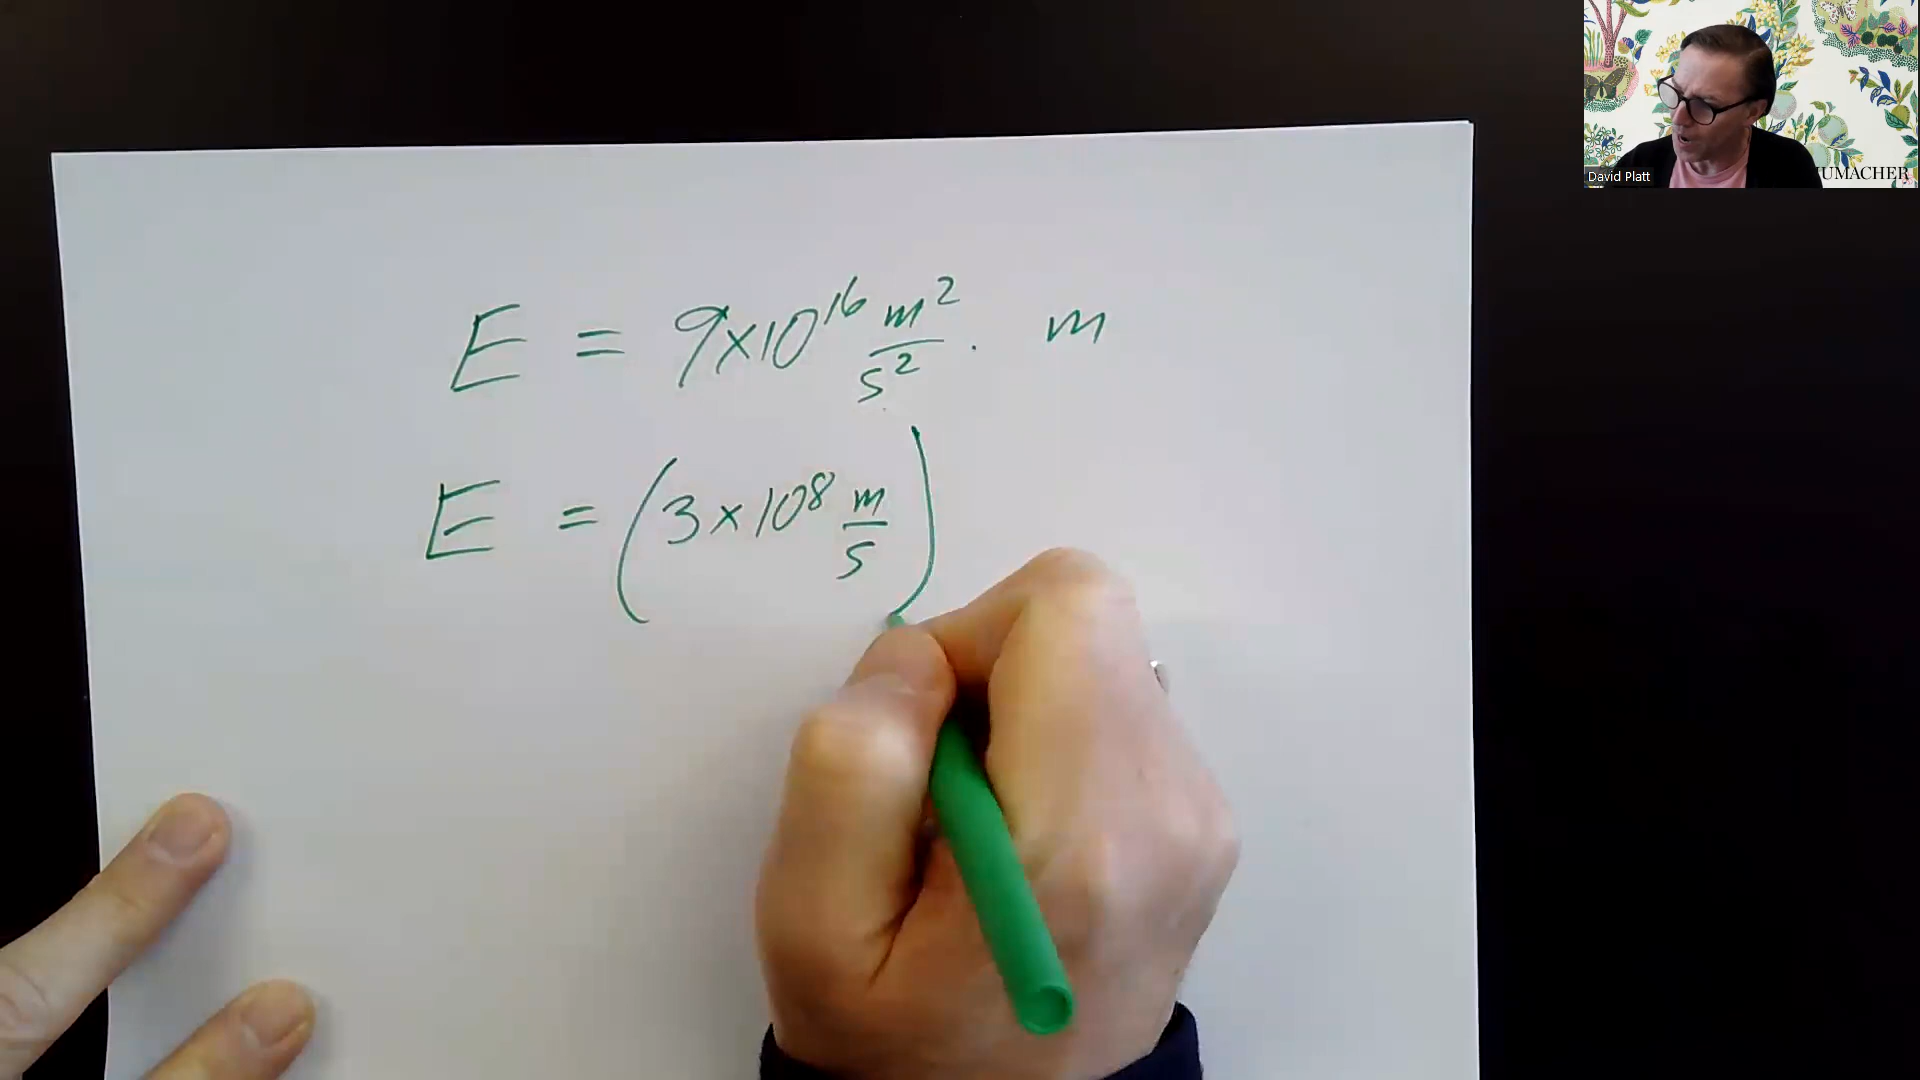 E = 9×10¹⁶ m²/s² · m
E = (3×10⁸ m/s)
David Platt
UMACHER